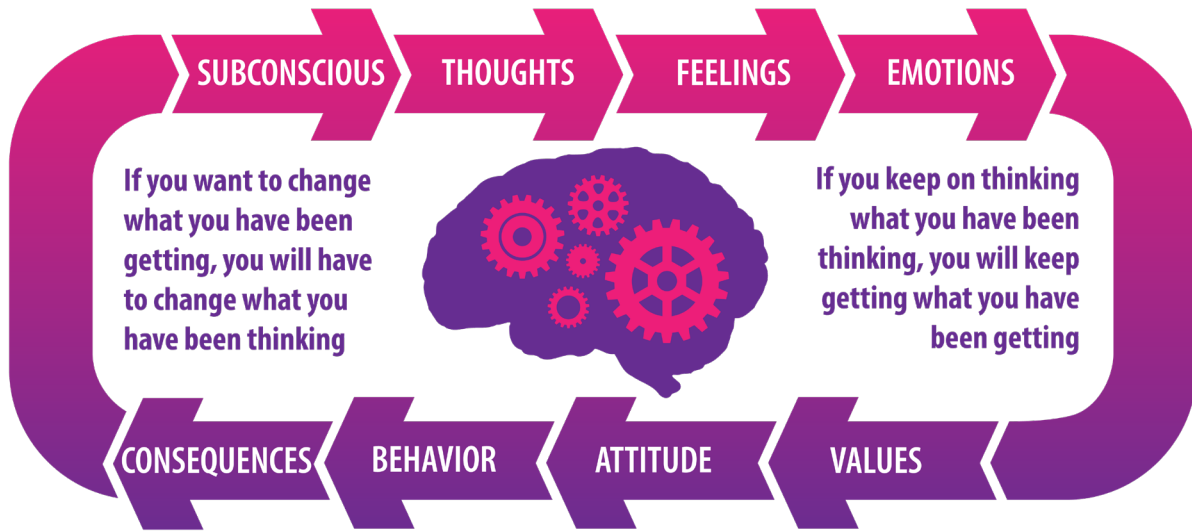 SUBCONSCIOUS THOUGHTS FEELINGS EMOTIONS
If you want to change
what you have been
getting, you will have
to change what you
have been thinking
If you keep on thinking
what you have been
thinking, you will keep
getting what you have
been getting
CONSEQUENCES BEHAVIOR ATTITUDE VALUES